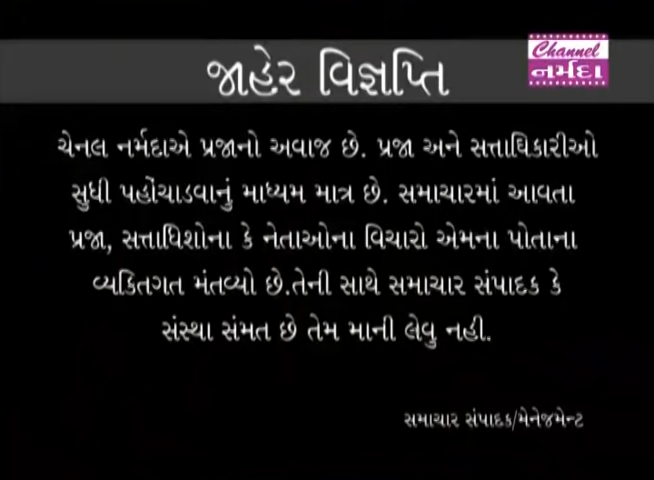 Channel
નર્મદા
જાહેર વિજ્ઞપ્તિ
ચેનલ નર્મદાએ પ્રજાનો અવાજ છે. પ્રજા અને સત્તાધિકારીઓ
સુધી પહોંચાડવાનું માધ્યમ માત્ર છે. સમાચારમાં આવતા
પ્રજા, સત્તાધિશોના કે નેતાઓના વિચારો એમના પોતાના
વ્યકિતગત મંતવ્યો છે.તેની સાથે સમાચાર સંપાદક કે
સંસ્થા સંમત છે તેમ માની લેવુ નહી.
સમાચાર સંપાદક/મેનેજમેન્ટ